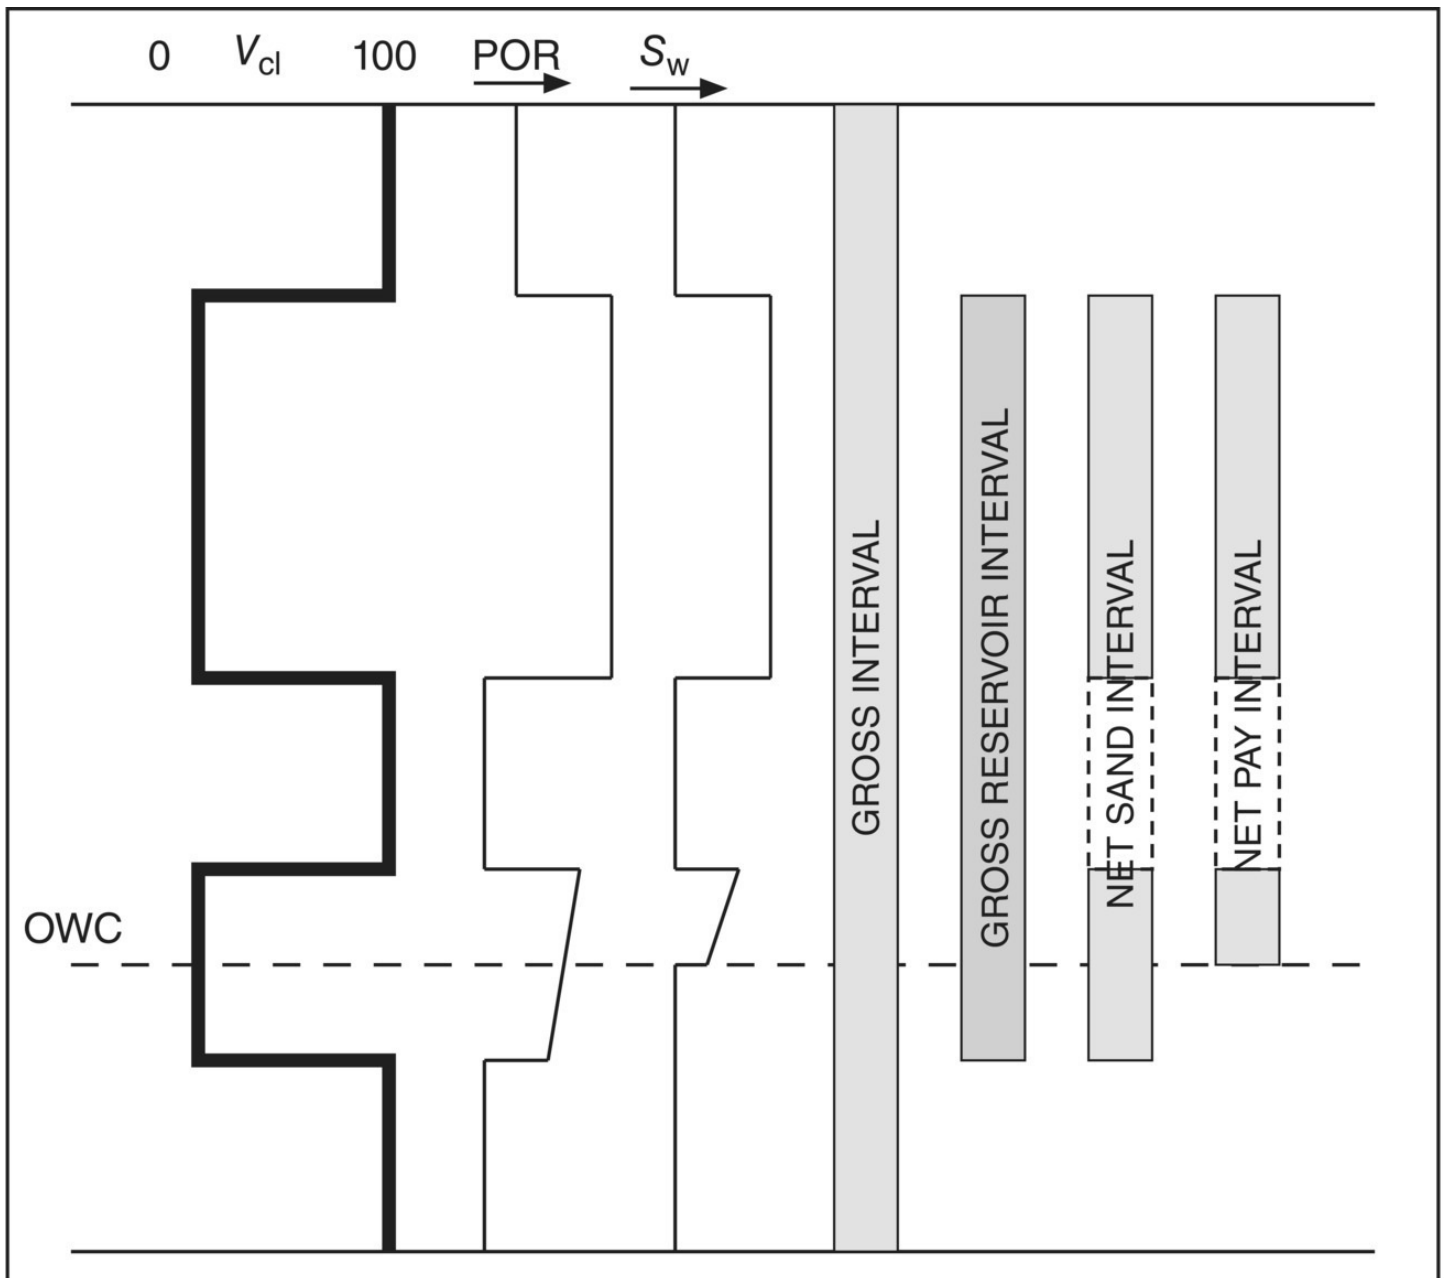 0 Vcl 100 POR Sw
GROSS INTERVAL
GROSS RESERVOIR INTERVAL
NET SAND INTERVAL
NET PAY INTERVAL
OWC